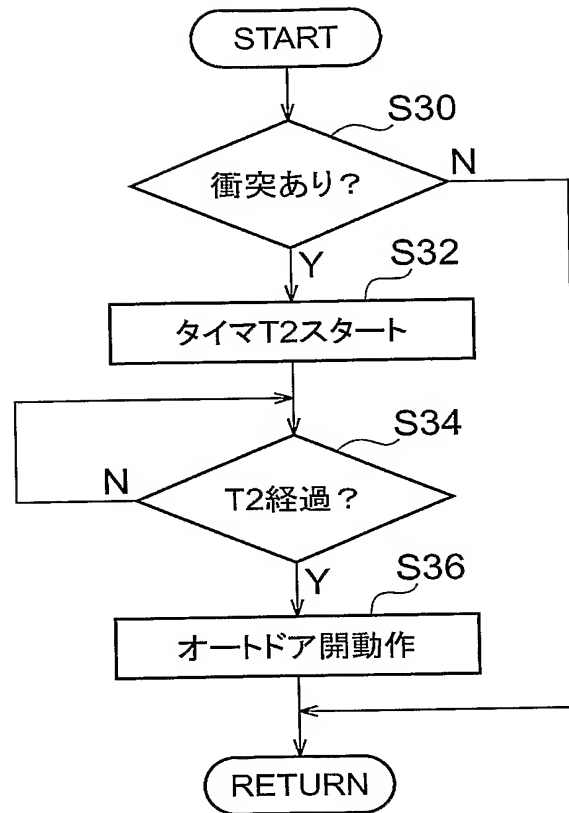 START
S30
衝突あり?
N
Y
S32
タイマT2スタート
S34
N
T2経過?
Y
S36
オートドア開動作
RETURN